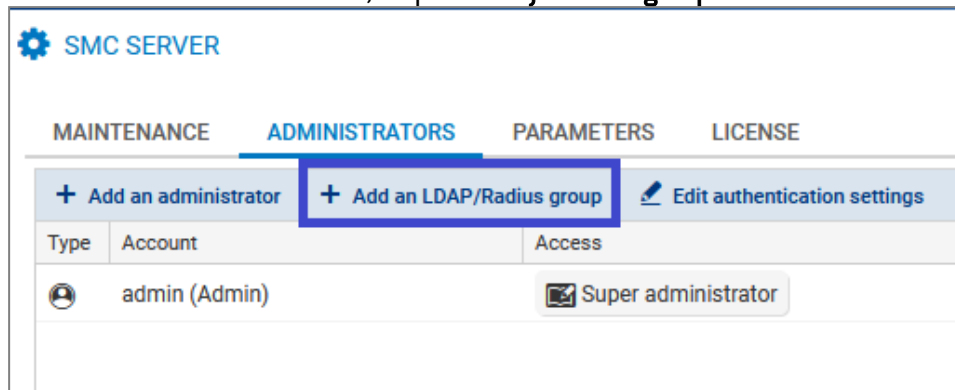 SMC SERVER
MAINTENANCE ADMINISTRATORS PARAMETERS LICENSE
+ Add an administrator + Add an LDAP/Radius group Edit authentication settings
Type Account Access
admin (Admin) Super administrator